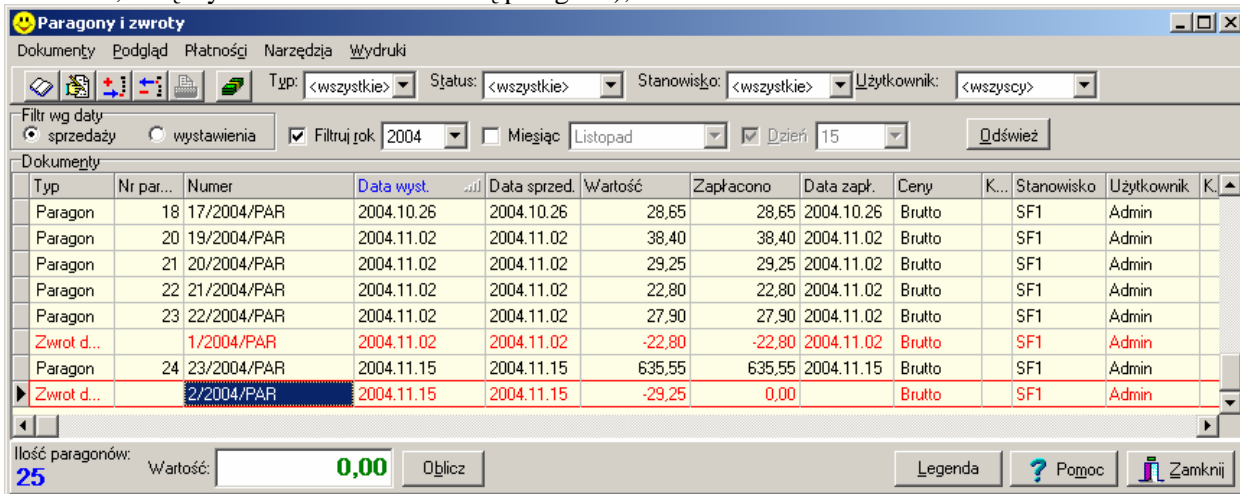 Paragony i zwroty
Dokumenty Podgląd Płatności Narzędzia Wydruki
Typ: <wszystkie> Status: <wszystkie> Stanowisko: <wszystkie> Użytkownik: <wszyscy>
Filtr wg daty
sprzedaży wystawienia Filtruj rok 2004 Miesiąc Listopad Dzień 15 Odśwież
Dokumenty
Typ Nr par... Numer Data wyst. Data sprzed. Wartość Zapłacono Data zapł. Ceny K... Stanowisko Użytkownik K.
Paragon 18 17/2004/PAR 2004.10.26 2004.10.26 28,65 28,65 2004.10.26 Brutto SF1 Admin
Paragon 20 19/2004/PAR 2004.11.02 2004.11.02 38,40 38,40 2004.11.02 Brutto SF1 Admin
Paragon 21 20/2004/PAR 2004.11.02 2004.11.02 29,25 29,25 2004.11.02 Brutto SF1 Admin
Paragon 22 21/2004/PAR 2004.11.02 2004.11.02 22,80 22,80 2004.11.02 Brutto SF1 Admin
Paragon 23 22/2004/PAR 2004.11.02 2004.11.02 27,90 27,90 2004.11.02 Brutto SF1 Admin
Zwrot d... 1/2004/PAR 2004.11.02 2004.11.02 -22,80 -22,80 2004.11.02 Brutto SF1 Admin
Paragon 24 23/2004/PAR 2004.11.15 2004.11.15 635,55 635,55 2004.11.15 Brutto SF1 Admin
Zwrot d... 2/2004/PAR 2004.11.15 2004.11.15 -29,25 0,00 Brutto SF1 Admin
Ilość paragonów:
25 Wartość: 0,00 Oblicz Legenda Pomoc Zamknij